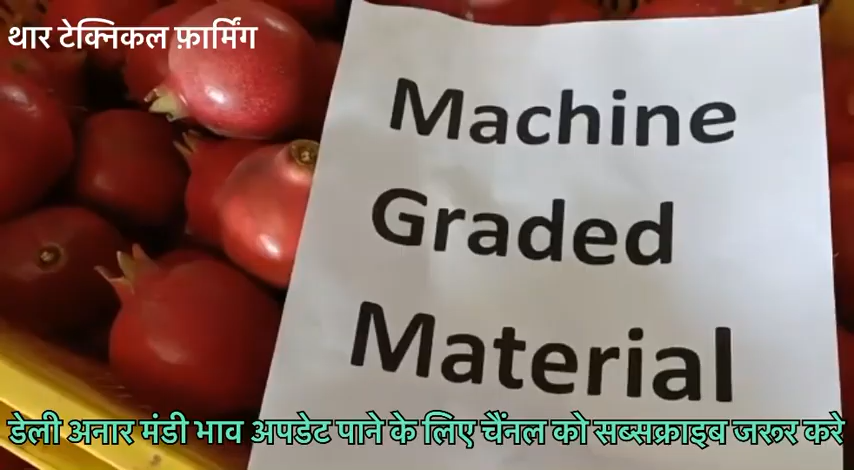 थार टेक्निकल फ़ार्मिंग
Machine
Graded
Material
डेली अनार मंडी भाव अपडेट पाने के लिए चैंनल को सब्सक्राइब जरूर करे